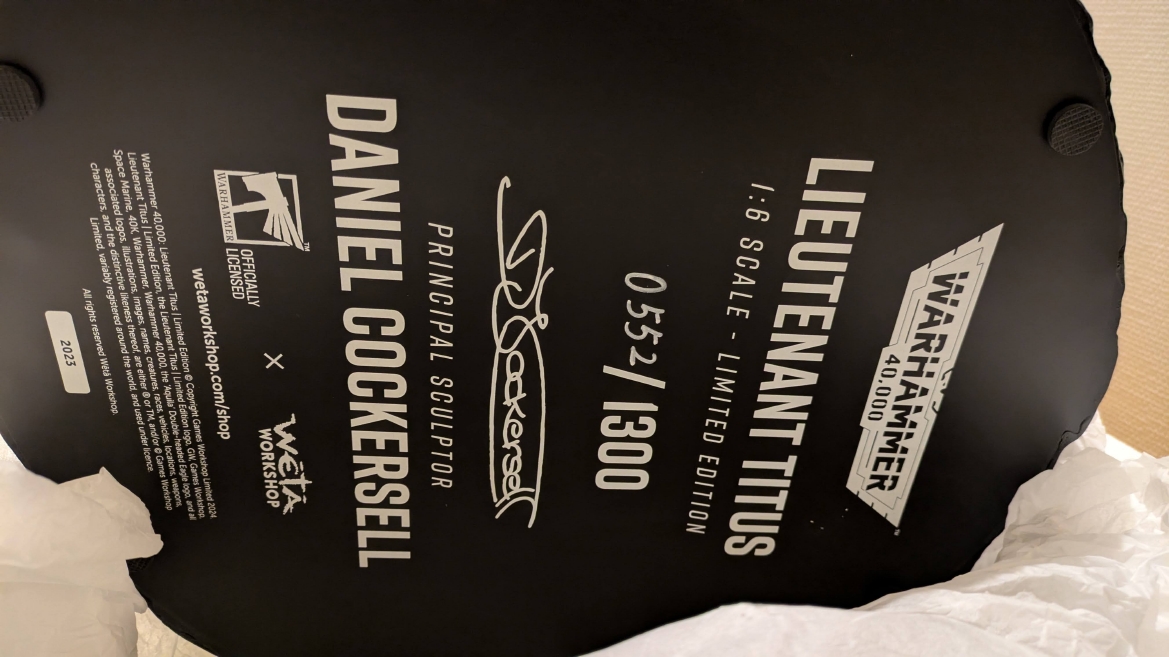 WARHAMMER
40,000
™
LIEUTENANT TITUS
1:6 SCALE - LIMITED EDITION
0552/1300
D Cockersell
PRINCIPAL SCULPTOR
DANIEL COCKERSELL
WARHAMMER
™
OFFICIALLY
LICENSED
×
WĒTĀ
WORKSHOP
wetaworkshop.com/shop
Warhammer 40,000: Lieutenant Titus | Limited Edition © Copyright Games Workshop Limited 2024.
Lieutenant Titus | Limited Edition, the Lieutenant Titus | Limited Edition logo, GW, Games Workshop,
Space Marine, 40K, Warhammer, Warhammer 40,000, the 'Aquila' Double-headed Eagle logo, and all
associated logos, illustrations, images, names, creatures, races, vehicles, locations, weapons,
characters, and the distinctive likeness thereof, are either ® or TM, and/or © Games Workshop
Limited, variably registered around the world, and used under licence.
All rights reserved Wētā Workshop.
2023